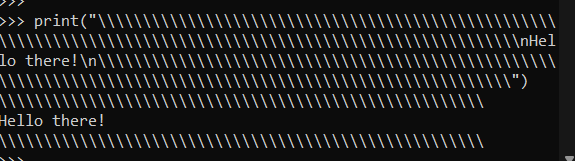 >>>
>>> print("\\\\\\\\\\\\\\\\\\\\\\\\\\\\\\\\\\\\\\\\\\\\\\\\\\\\
\\\\\\\\\\\\\\\\\\\\\\\\\\\\\\\\\\\\\\\\\\\\\\\\\\\\\\\\\\\nHel
lo there!\n\\\\\\\\\\\\\\\\\\\\\\\\\\\\\\\\\\\\\\\\\\\\\\\\\\\\
\\\\\\\\\\\\\\\\\\\\\\\\\\\\\\\\\\\\\\\\\\\\\\\\\\\\\\\\\\")
\\\\\\\\\\\\\\\\\\\\\\\\\\\\\\\\\\\\\\\\\\\\\\\\\\\\\\\
Hello there!
\\\\\\\\\\\\\\\\\\\\\\\\\\\\\\\\\\\\\\\\\\\\\\\\\\\\\\\
>>>